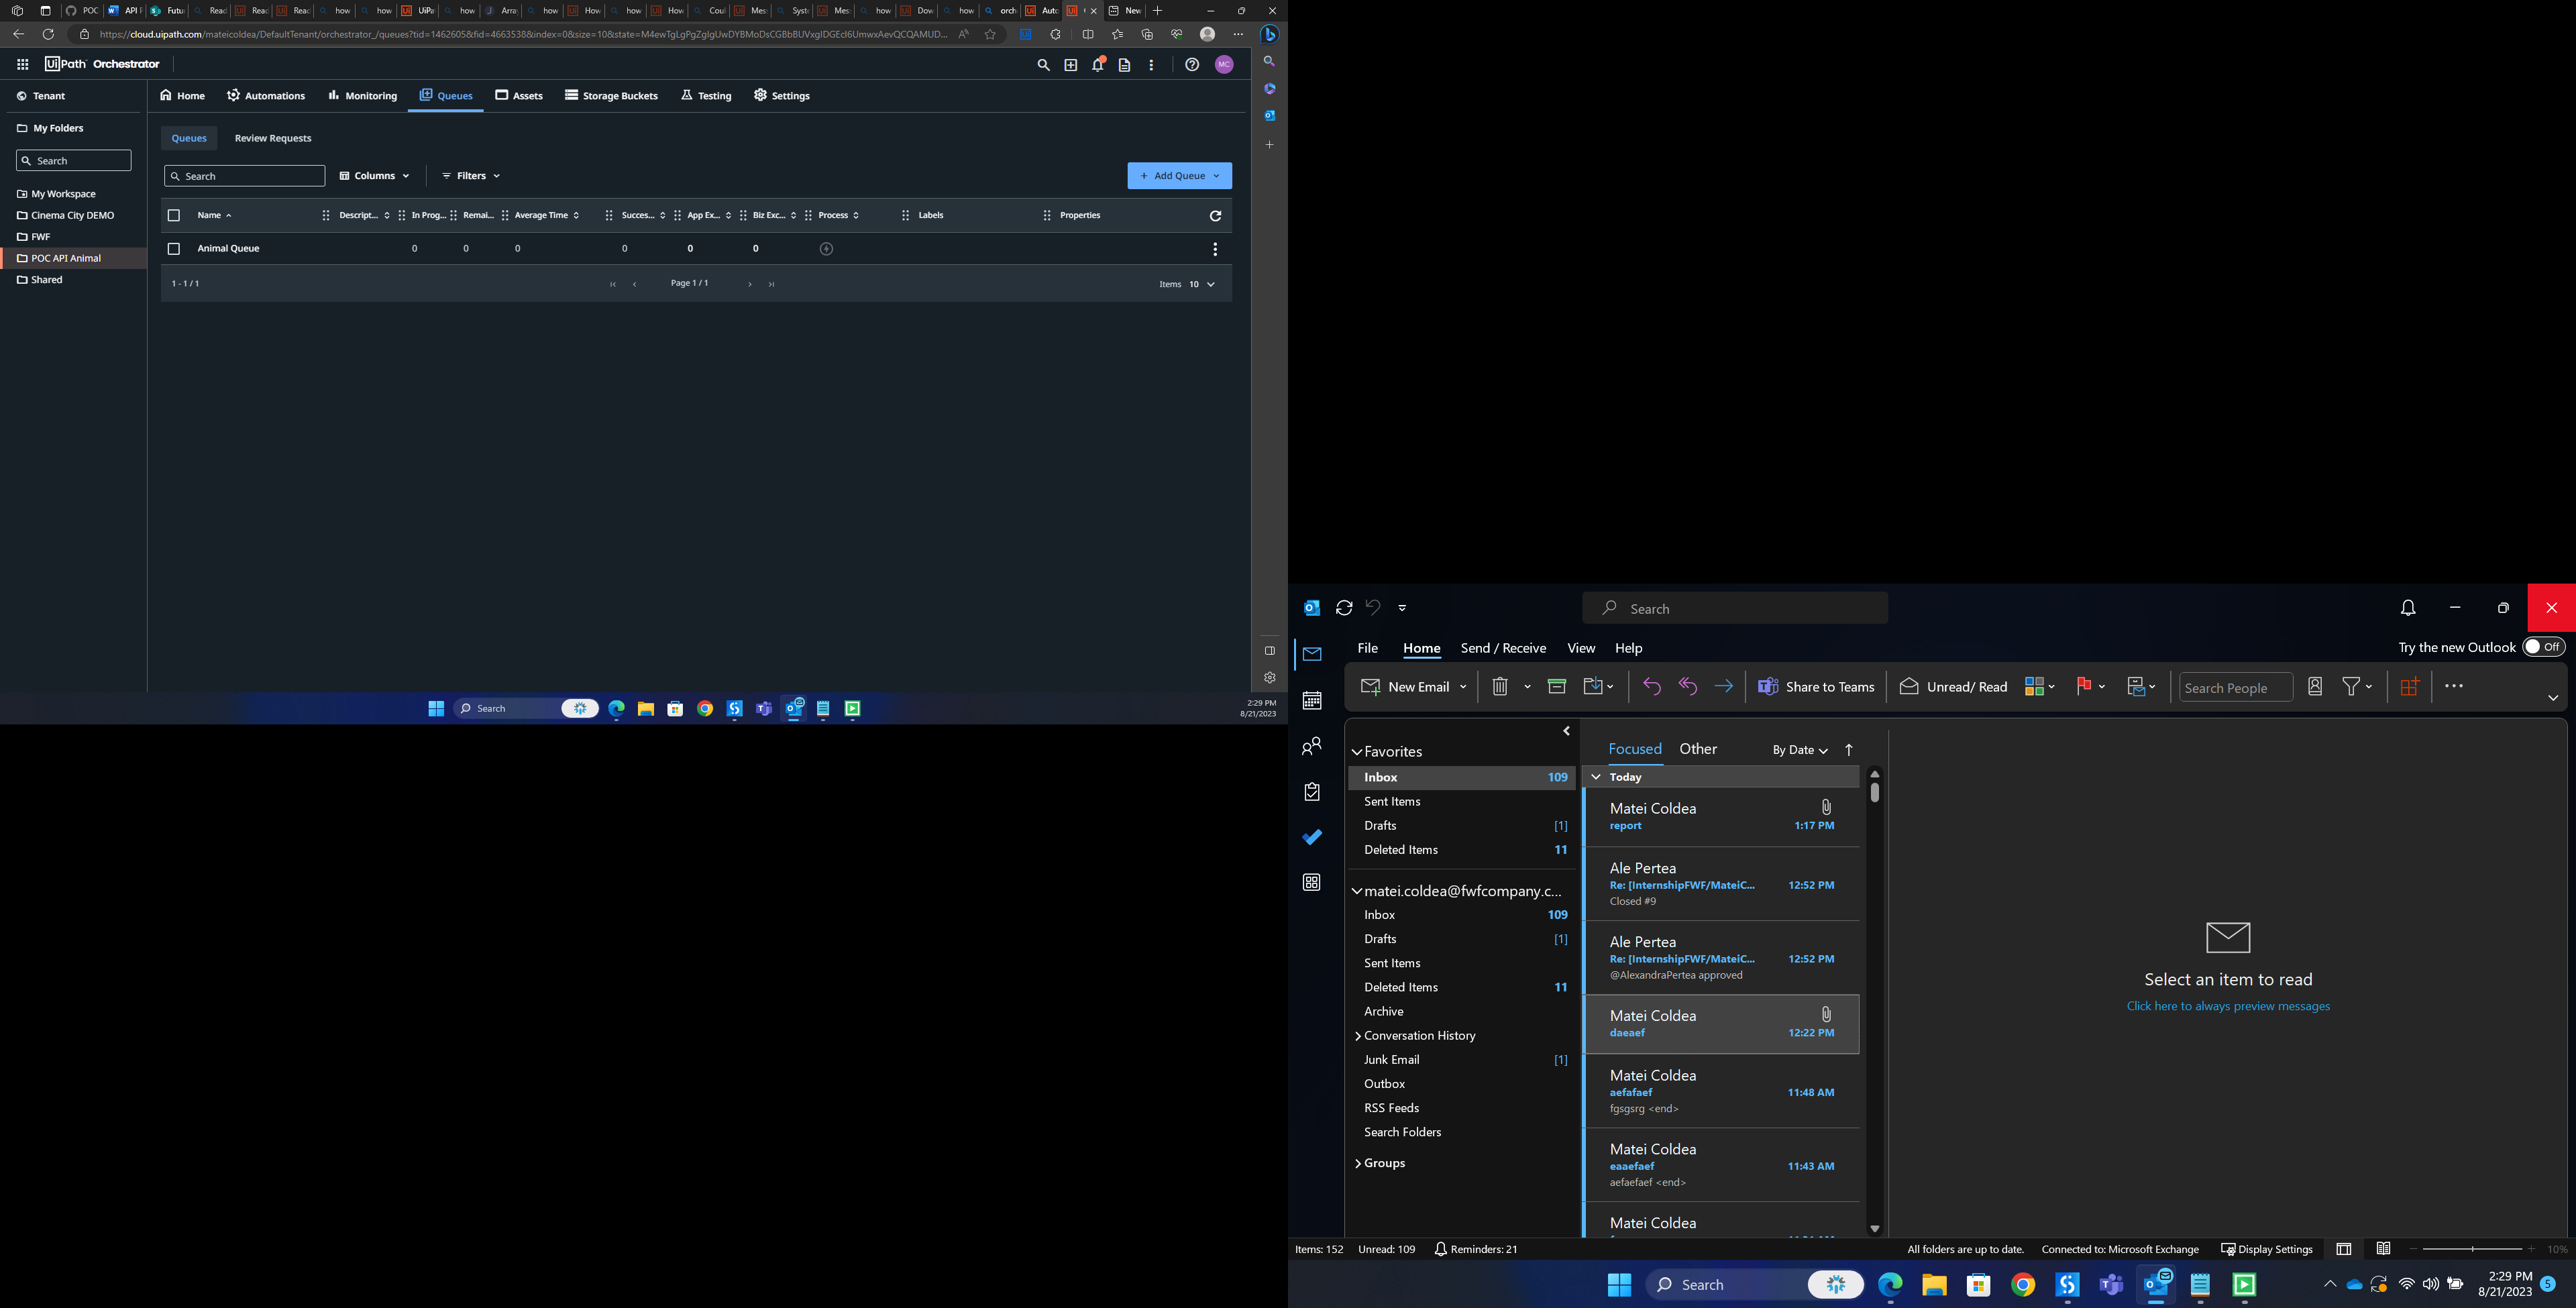 POC
API
Futu
Read
Read
Read
how
how
UiPa
how
Array
how
How
how
How
Coul
Mess
Syste
Mess
how
Dow
how
orch
Auto
New
https://cloud.uipath.com/mateicoldea/DefaultTenant/orchestrator_/queues?tid=1462605&fid=4663538&index=0&size=10&state=M4ewTgLgPgZglgUwDYBMoDsCGBbBUVxgIDGEcI6UmwxAevQCQAMUD...
UiPath Orchestrator
MC
Tenant
Home Automations Monitoring Queues Assets Storage Buckets Testing Settings
My Folders
Search
My Workspace
Cinema City DEMO
FWF
POC API Animal
Shared
Queues Review Requests
Search Columns Filters + Add Queue
Name Descript... In Prog... Remai... Average Time Succes... App Ex... Biz Exc... Process Labels Properties
Animal Queue 0 0 0 0 0 0
1 - 1 / 1 Page 1 / 1 Items 10
Search
2:29 PM
8/21/2023
Search
File Home Send / Receive View Help Try the new Outlook Off
New Email Share to Teams Unread/ Read Search People
Favorites
Inbox 109
Sent Items
Drafts [1]
Deleted Items 11
matei.coldea@fwfcompany.c...
Inbox 109
Drafts [1]
Sent Items
Deleted Items 11
Archive
Conversation History
Junk Email [1]
Outbox
RSS Feeds
Search Folders
Groups
Focused Other By Date
Today
Matei Coldea
report 1:17 PM
Ale Pertea
Re: [InternshipFWF/MateiC... 12:52 PM
Closed #9
Ale Pertea
Re: [InternshipFWF/MateiC... 12:52 PM
@AlexandraPertea approved
Matei Coldea
daeaef 12:22 PM
Matei Coldea
aefafaef 11:48 AM
fgsgsrg <end>
Matei Coldea
eaaefaef 11:43 AM
aefaefaef <end>
Matei Coldea
Select an item to read
Click here to always preview messages
Items: 152 Unread: 109 Reminders: 21 All folders are up to date. Connected to: Microsoft Exchange Display Settings 10%
Search
2:29 PM
8/21/2023
5